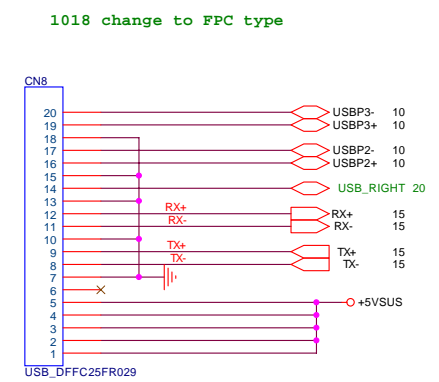 1018 change to FPC type
CN8
20 USBP3- 10
19 USBP3+ 10
18
17 USBP2- 10
16 USBP2+ 10
15
14 USB_RIGHT 20
13
12 RX+ RX+ 15
11 RX- RX- 15
10
9 TX+ TX+ 15
8 TX- TX- 15
7
6
5 +5VSUS
4
3
2
1
USB_DFFC25FR029